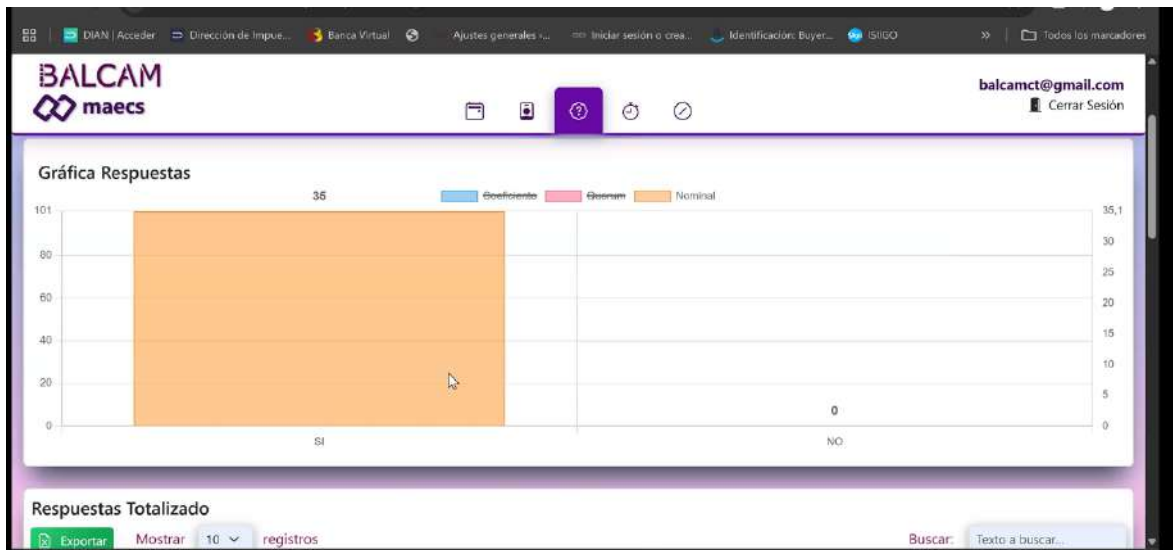 DIAN | Acceder
Dirección de Impue...
Banca Virtual
Ajustes generales -...
Iniciar sesión o crea...
Identificación: Buyer...
»
Todos los marcadores
BALCAM
maecs
balcamct@gmail.com
Cerrar Sesión
Gráfica Respuestas
35
Coeficiente
Quorum
Nominal
101
80
60
40
20
0
35,1
30
25
20
15
10
5
0
0
SI
NO
Respuestas Totalizado
Exportar
Mostrar 10 registros
Buscar: Texto a buscar...